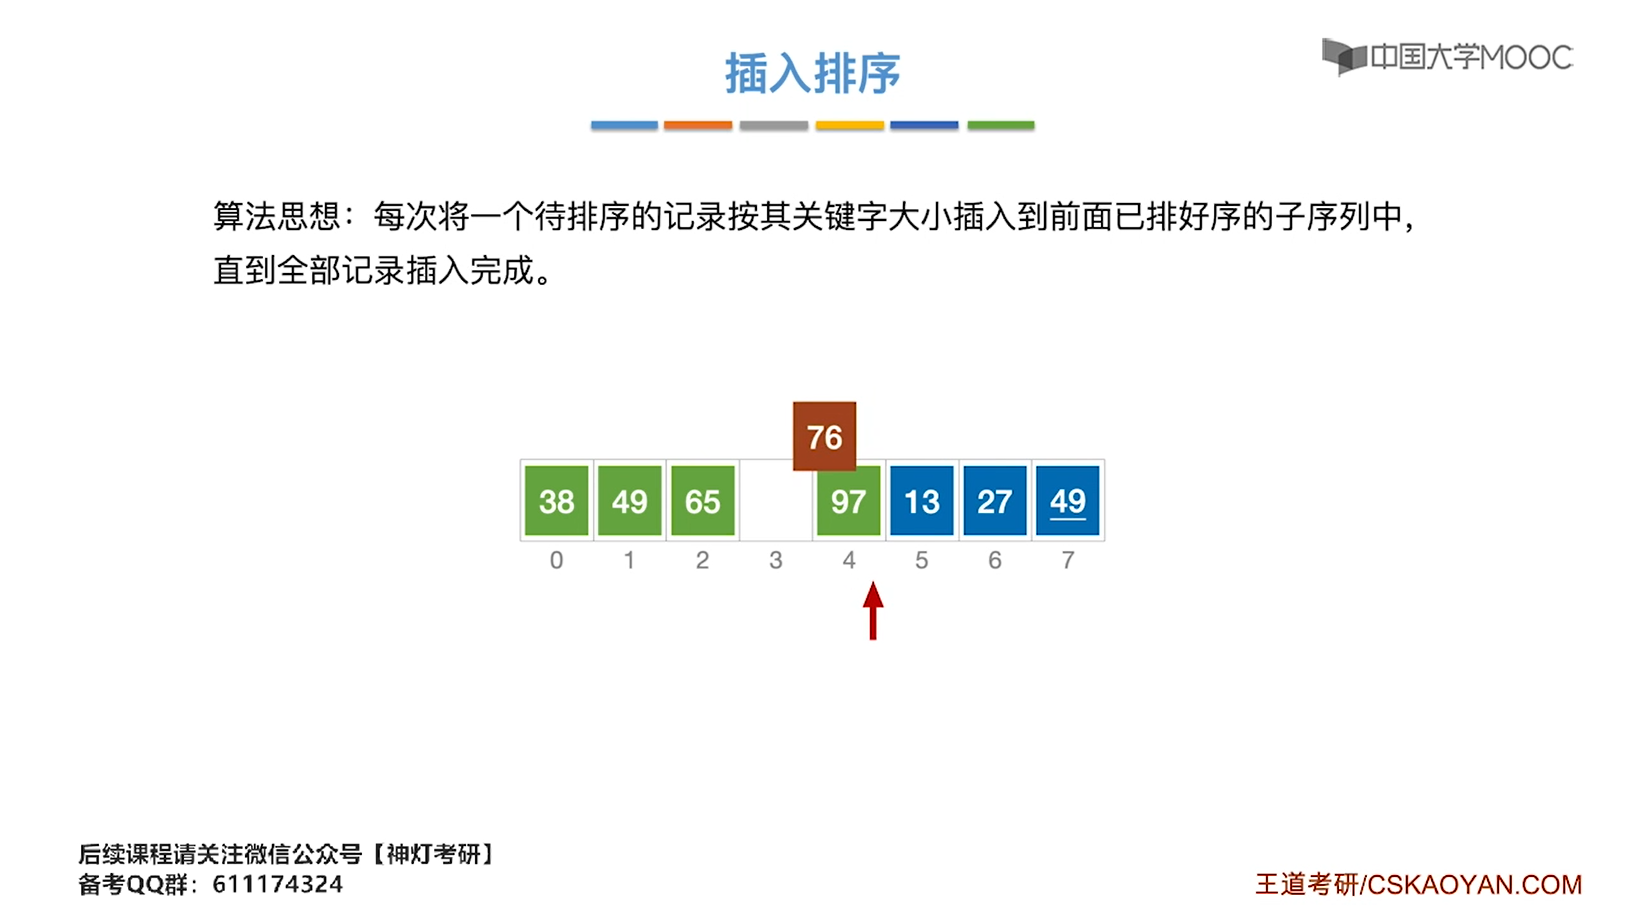 插入排序
中国大学MOOC
算法思想：每次将一个待排序的记录按其关键字大小插入到前面已排好序的子序列中，
直到全部记录插入完成。
76
38 49 65 97 13 27 49
0 1 2 3 4 5 6 7
后续课程请关注微信公众号【神灯考研】
备考QQ群：611174324
王道考研/CSKAOYAN.COM